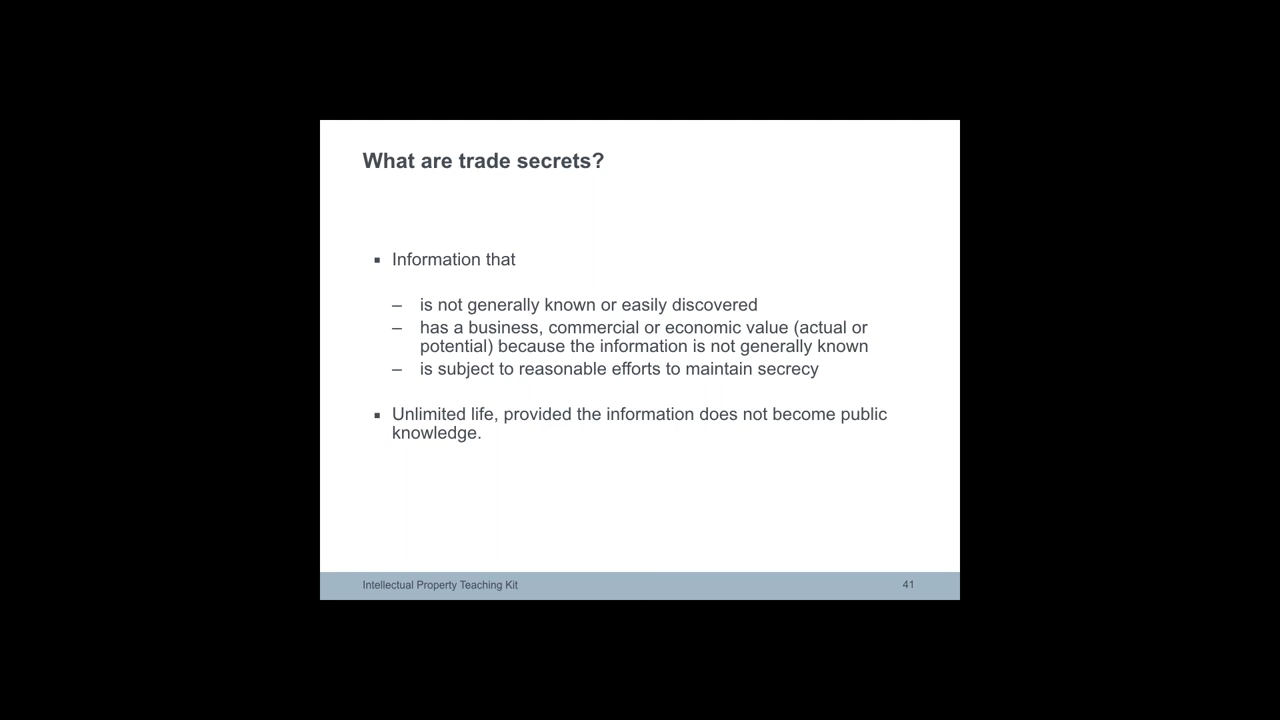 What are trade secrets?
▪ Information that
– is not generally known or easily discovered
– has a business, commercial or economic value (actual or
potential) because the information is not generally known
– is subject to reasonable efforts to maintain secrecy
▪ Unlimited life, provided the information does not become public
knowledge.
Intellectual Property Teaching Kit
41